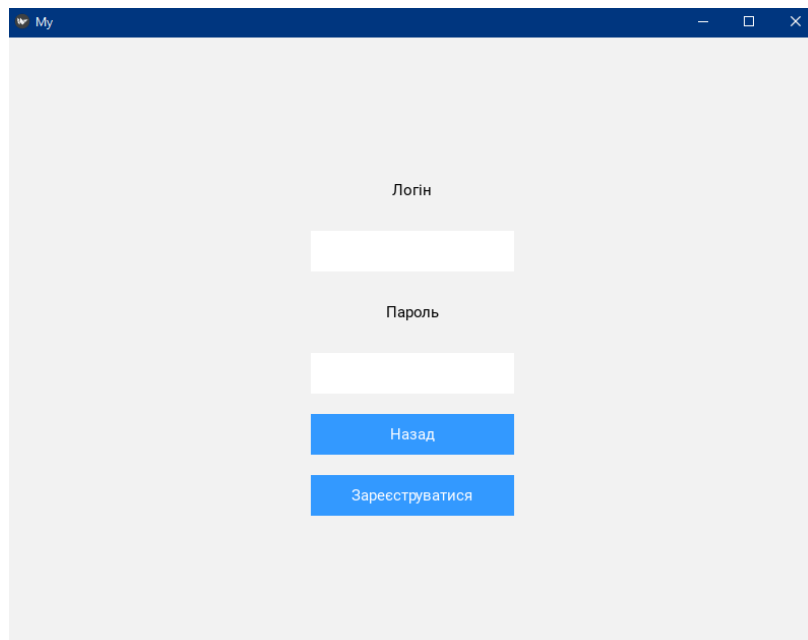 My
Логін
Пароль
Назад
Зареєструватися